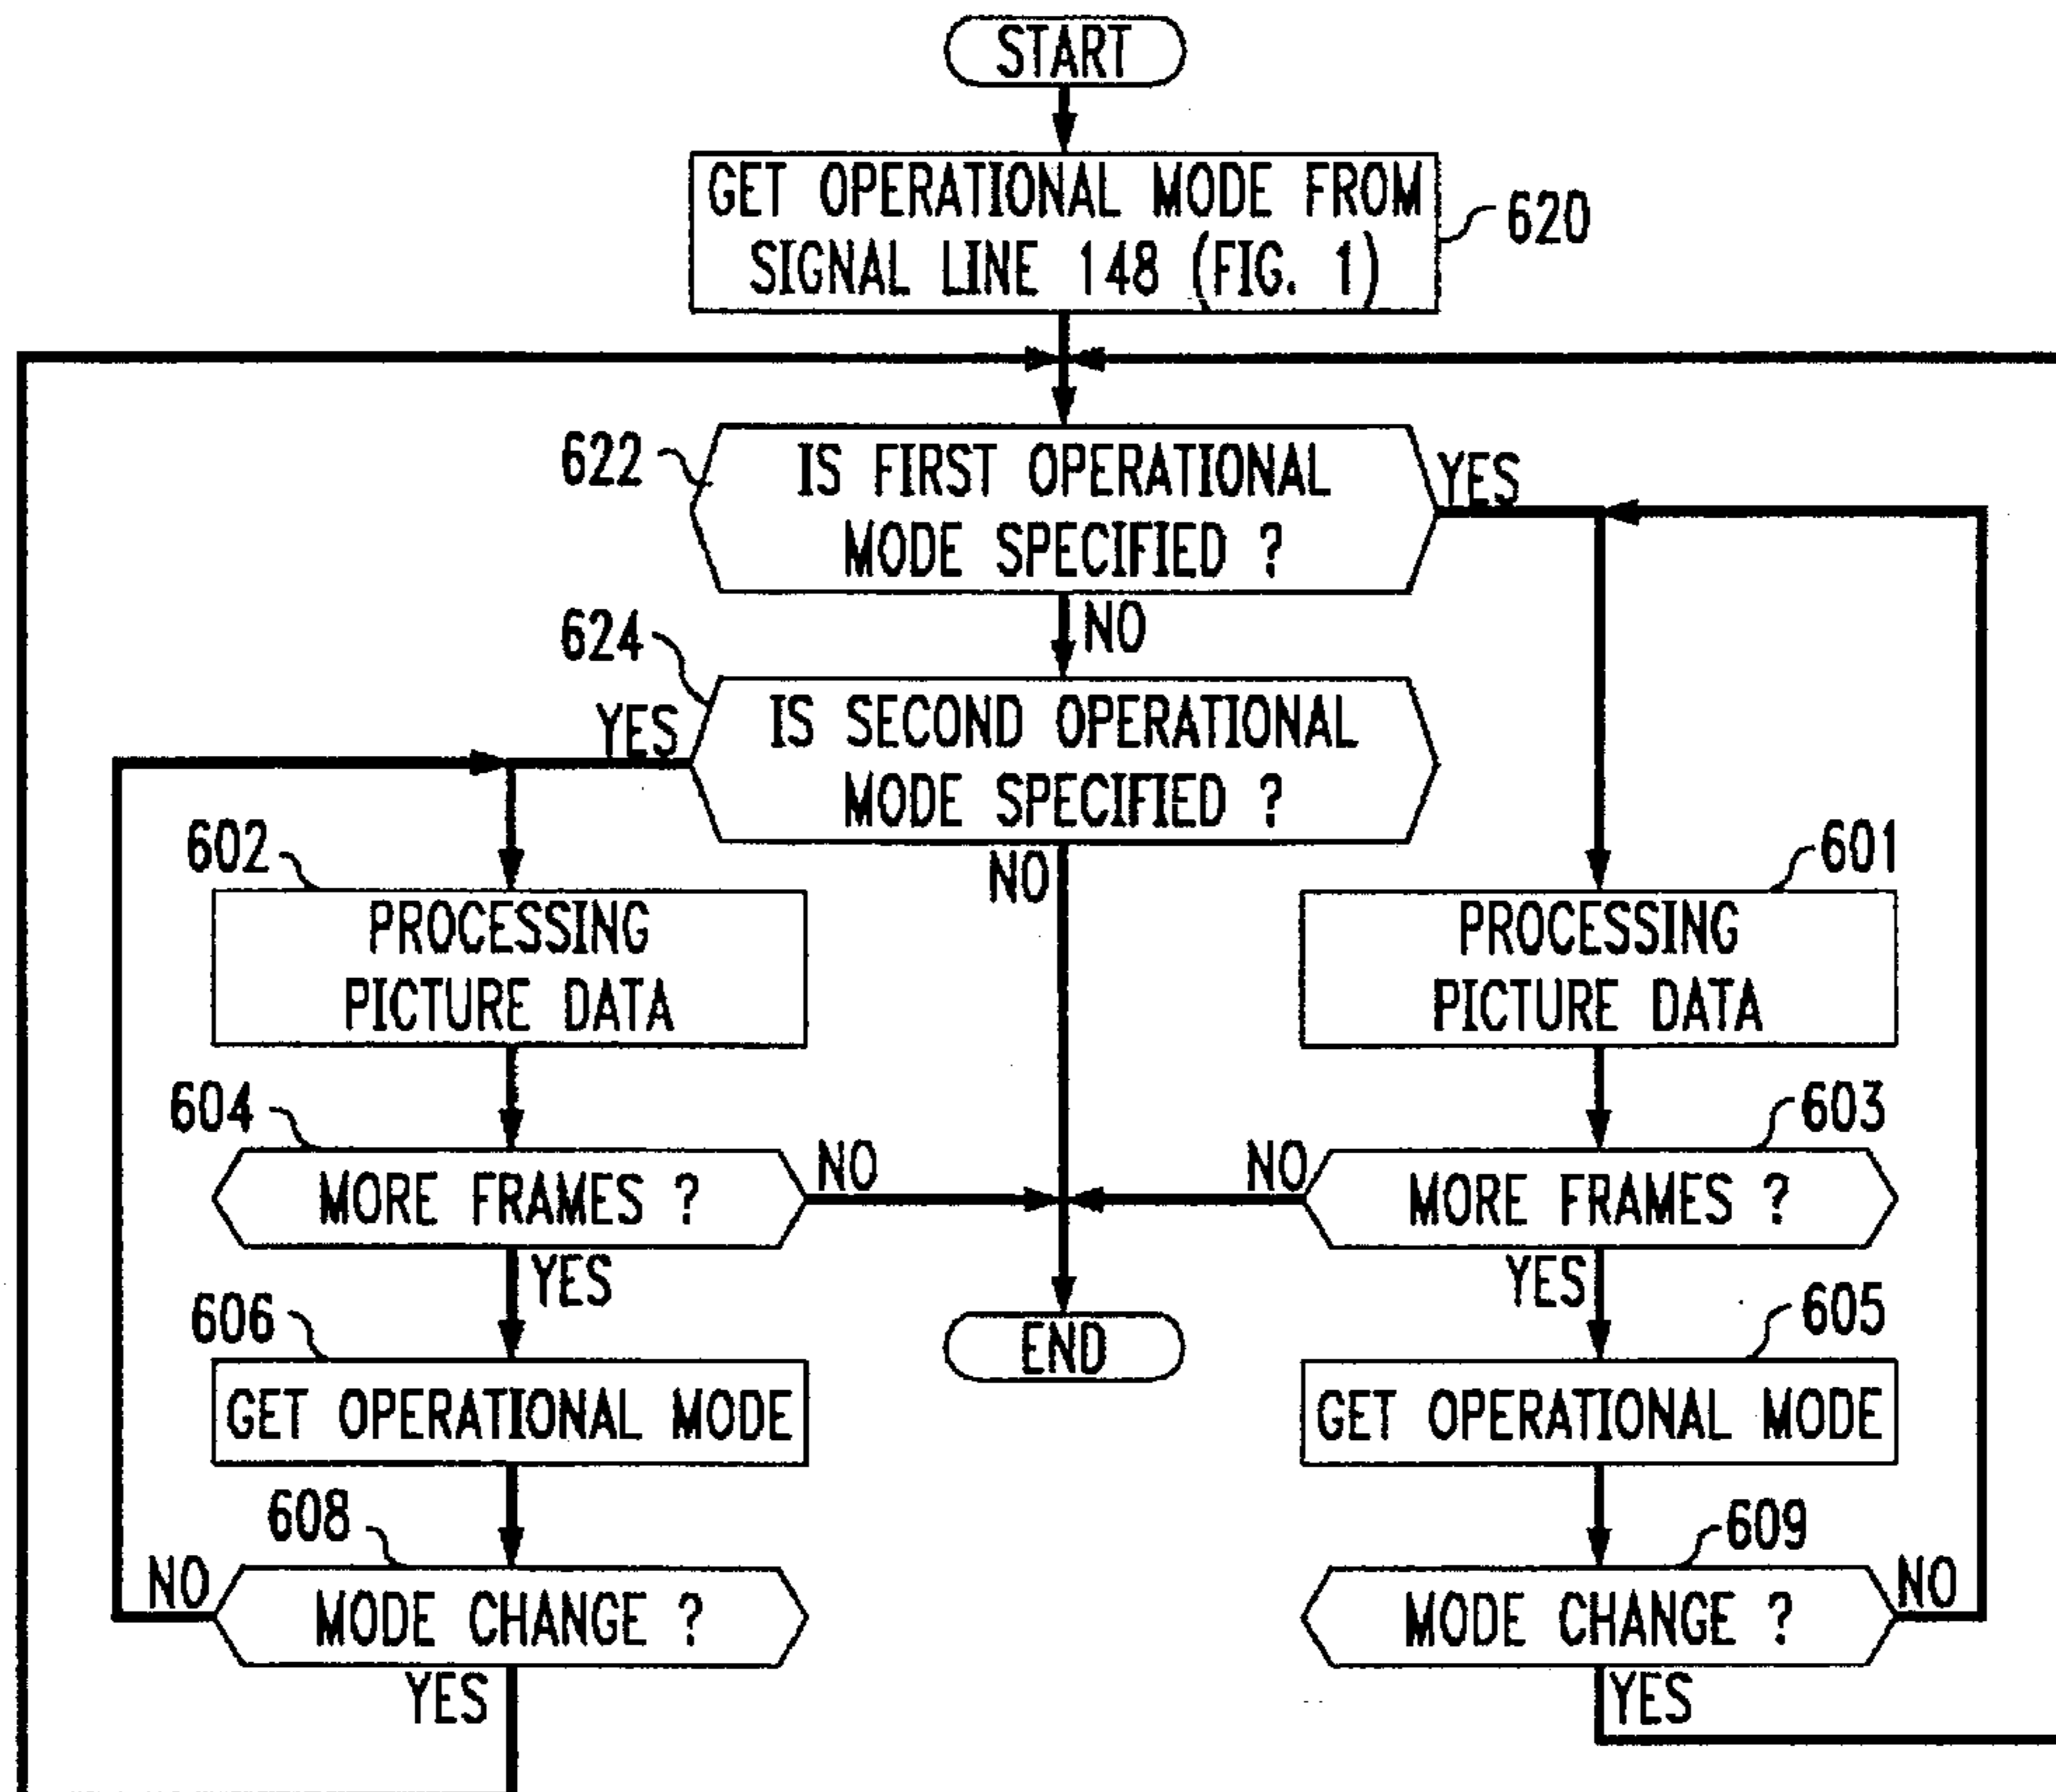 START
GET OPERATIONAL MODE FROM
SIGNAL LINE 148 (FIG. 1)
620
622
IS FIRST OPERATIONAL
MODE SPECIFIED ?
YES
NO
624
YES
IS SECOND OPERATIONAL
MODE SPECIFIED ?
NO
602
PROCESSING
PICTURE DATA
601
PROCESSING
PICTURE DATA
604
MORE FRAMES ?
NO
YES
603
NO
MORE FRAMES ?
YES
606
GET OPERATIONAL MODE
END
605
GET OPERATIONAL MODE
608
NO
MODE CHANGE ?
YES
609
MODE CHANGE ?
NO
YES